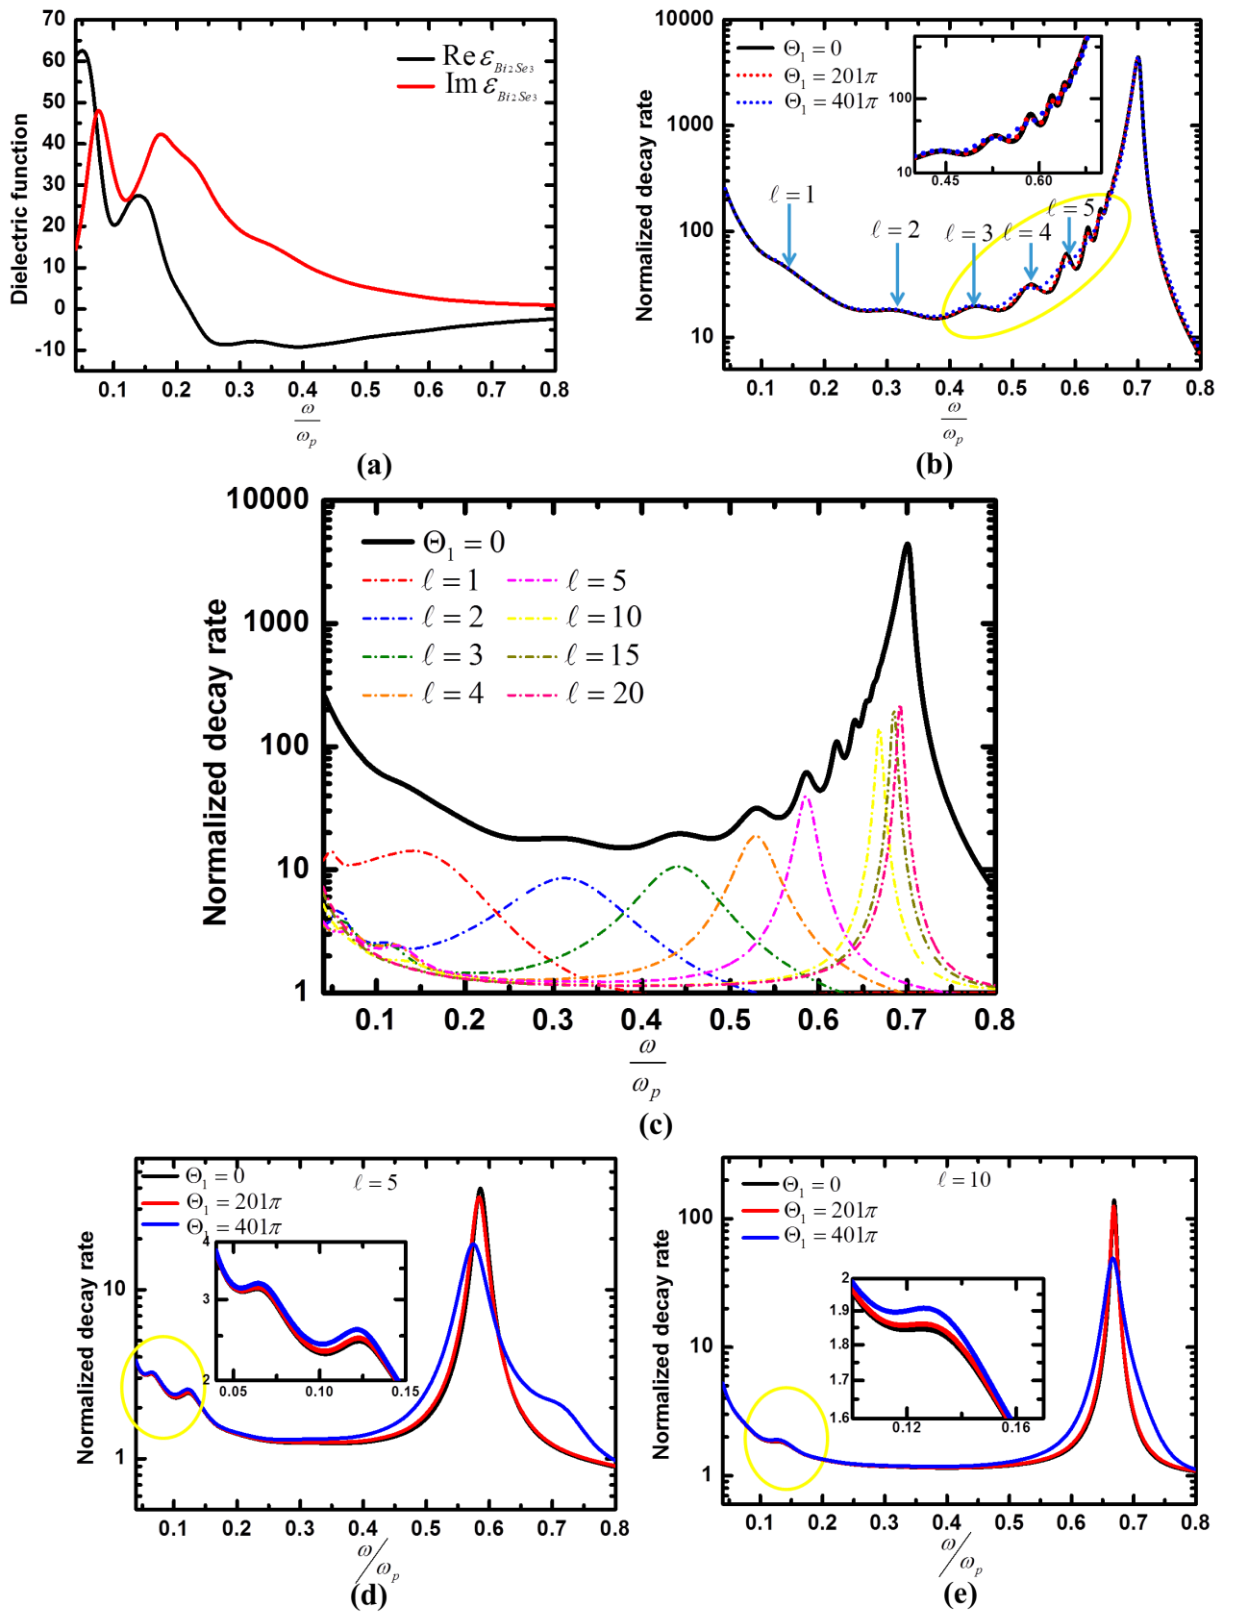 70
60
50
40
30
20
10
0
-10
Dielectric function
Re ε_{Bi₂Se₃}
Im ε_{Bi₂Se₃}
0.1 0.2 0.3 0.4 0.5 0.6 0.7 0.8
ω/ω_p
(a)
10000
1000
100
10
Normalized decay rate
Θ₁ = 0
Θ₁ = 201π
Θ₁ = 401π
100
10
0.45 0.60
ℓ = 1
ℓ = 2
ℓ = 3
ℓ = 4
ℓ = 5
0.1 0.2 0.3 0.4 0.5 0.6 0.7 0.8
ω/ω_p
(b)
10000
1000
100
10
1
Normalized decay rate
Θ₁ = 0
ℓ = 1 ℓ = 5
ℓ = 2 ℓ = 10
ℓ = 3 ℓ = 15
ℓ = 4 ℓ = 20
0.1 0.2 0.3 0.4 0.5 0.6 0.7 0.8
ω/ω_p
(c)
10
1
Normalized decay rate
Θ₁ = 0
Θ₁ = 201π
Θ₁ = 401π
ℓ = 5
4
3
2
0.05 0.10 0.15
0.1 0.2 0.3 0.4 0.5 0.6 0.7 0.8
ω/ω_p
(d)
100
10
1
Normalized decay rate
Θ₁ = 0
Θ₁ = 201π
Θ₁ = 401π
ℓ = 10
2
1.9
1.8
1.7
1.6
0.12 0.16
0.1 0.2 0.3 0.4 0.5 0.6 0.7 0.8
ω/ω_p
(e)